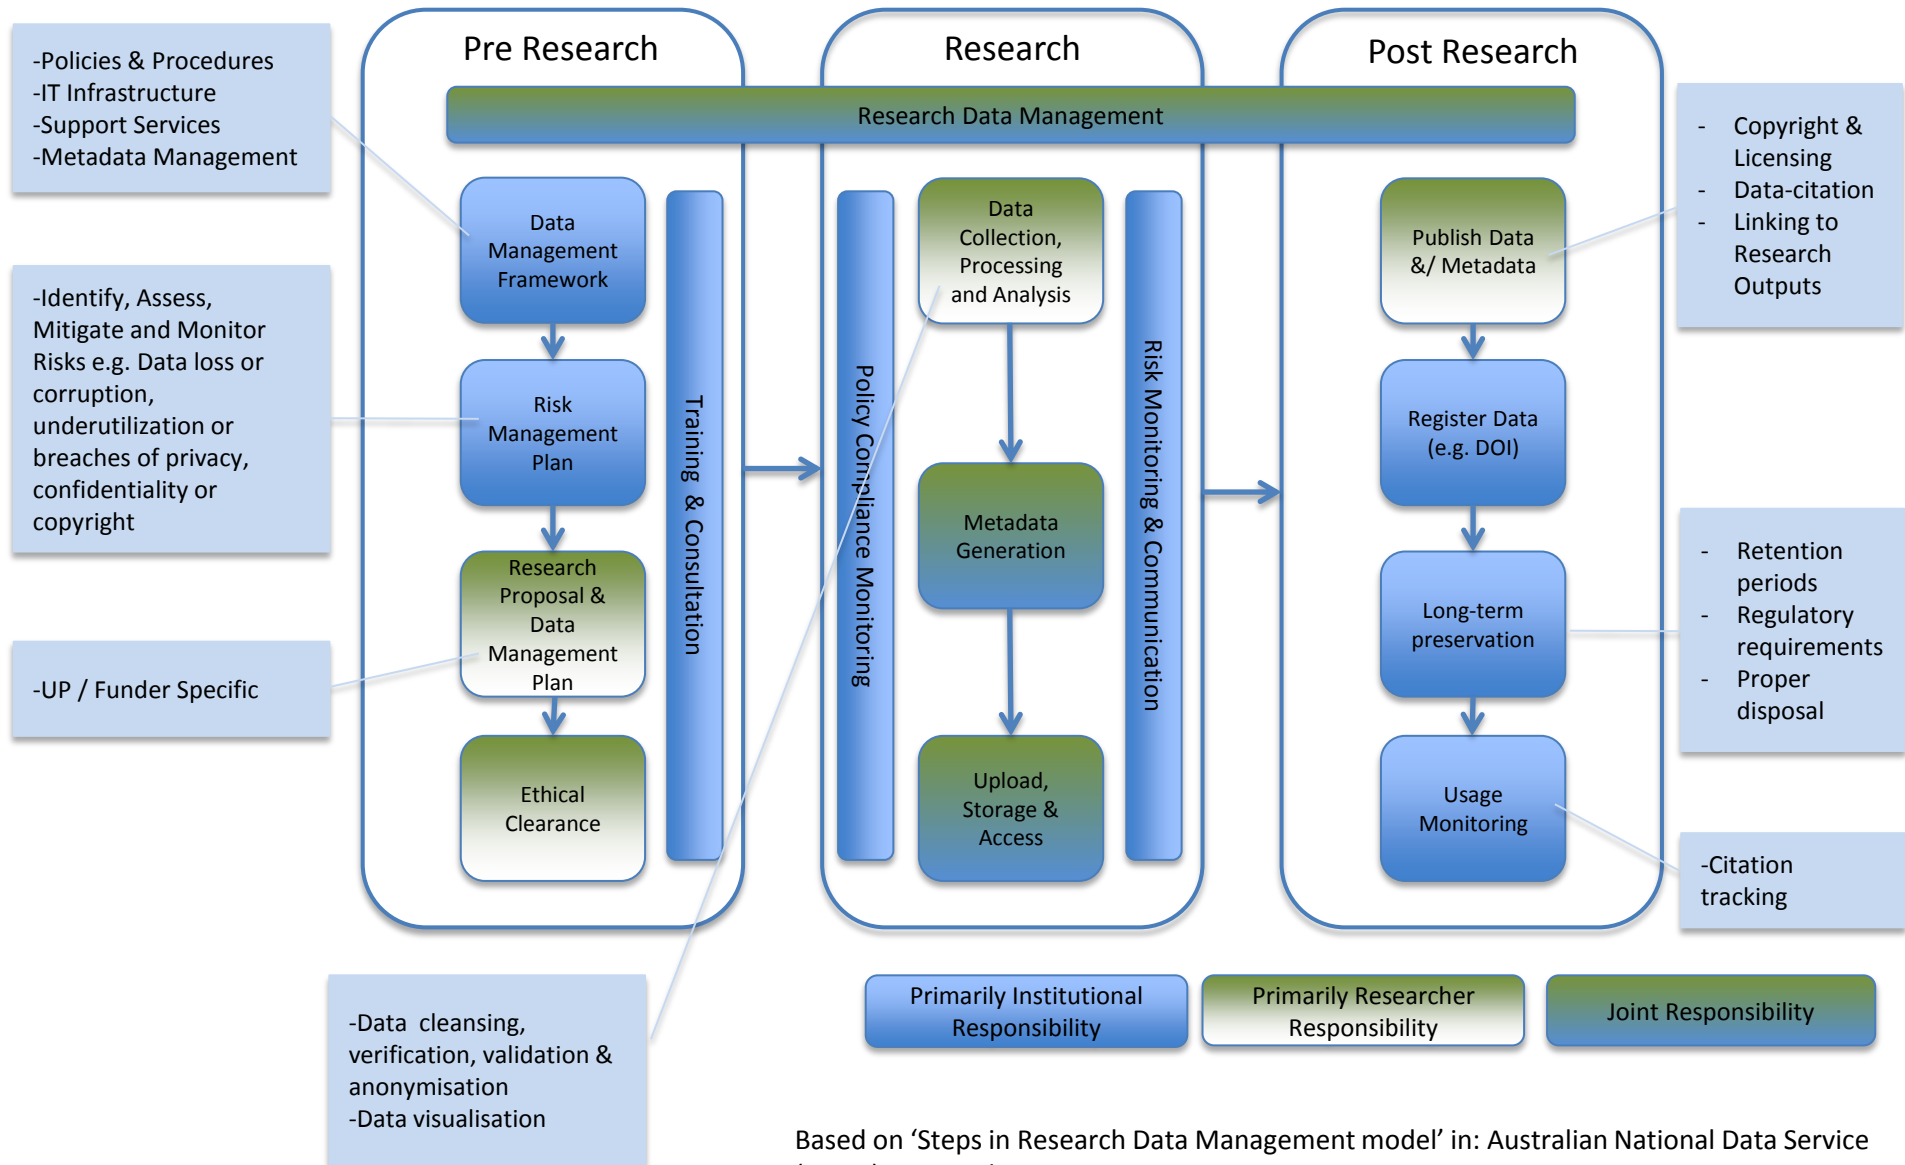 Pre Research
Research
Post Research
Research Data Management
-Policies & Procedures
-IT Infrastructure
-Support Services
-Metadata Management
-Identify, Assess,
Mitigate and Monitor
Risks e.g. Data loss or
corruption,
underutilization or
breaches of privacy,
confidentiality or
copyright
-UP / Funder Specific
Data
Management
Framework
Risk
Management
Plan
Research
Proposal &
Data
Management
Plan
Ethical
Clearance
Training & Consultation
Policy Compliance Monitoring
Data
Collection,
Processing
and Analysis
Metadata
Generation
Upload,
Storage &
Access
Risk Monitoring & Communication
Publish Data
&/ Metadata
Register Data
(e.g. DOI)
Long-term
preservation
Usage
Monitoring
- Copyright &
Licensing
- Data-citation
- Linking to
Research
Outputs
- Retention
periods
- Regulatory
requirements
- Proper
disposal
-Citation
tracking
-Data cleansing,
verification, validation &
anonymisation
-Data visualisation
Primarily Institutional
Responsibility
Primarily Researcher
Responsibility
Joint Responsibility
Based on ‘Steps in Research Data Management model’ in: Australian National Data Service